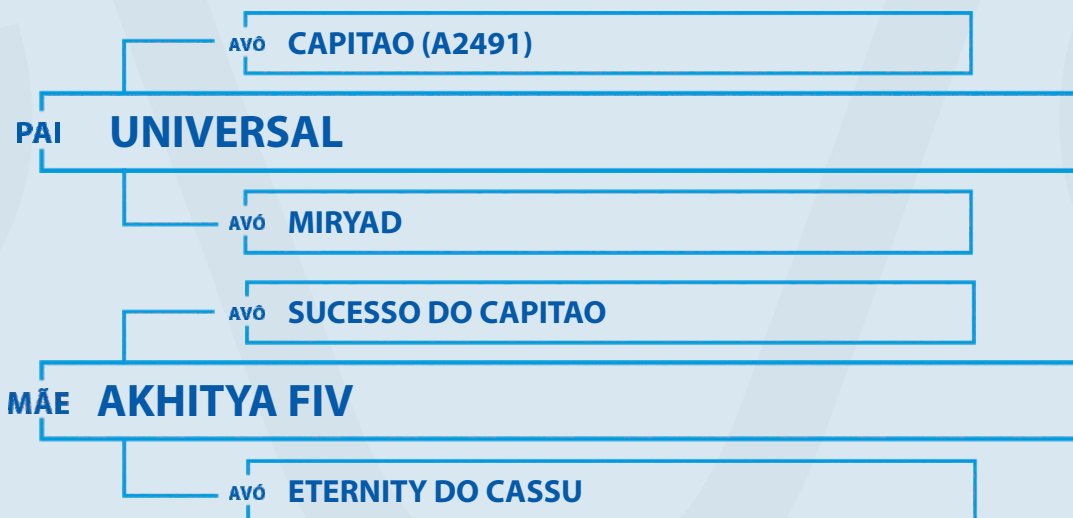 AVÔ CAPITAO (A2491)
PAI UNIVERSAL
AVÓ MIRYAD
AVÔ SUCESSO DO CAPITAO
MÃE AKHITYA FIV
AVÓ ETERNITY DO CASSU